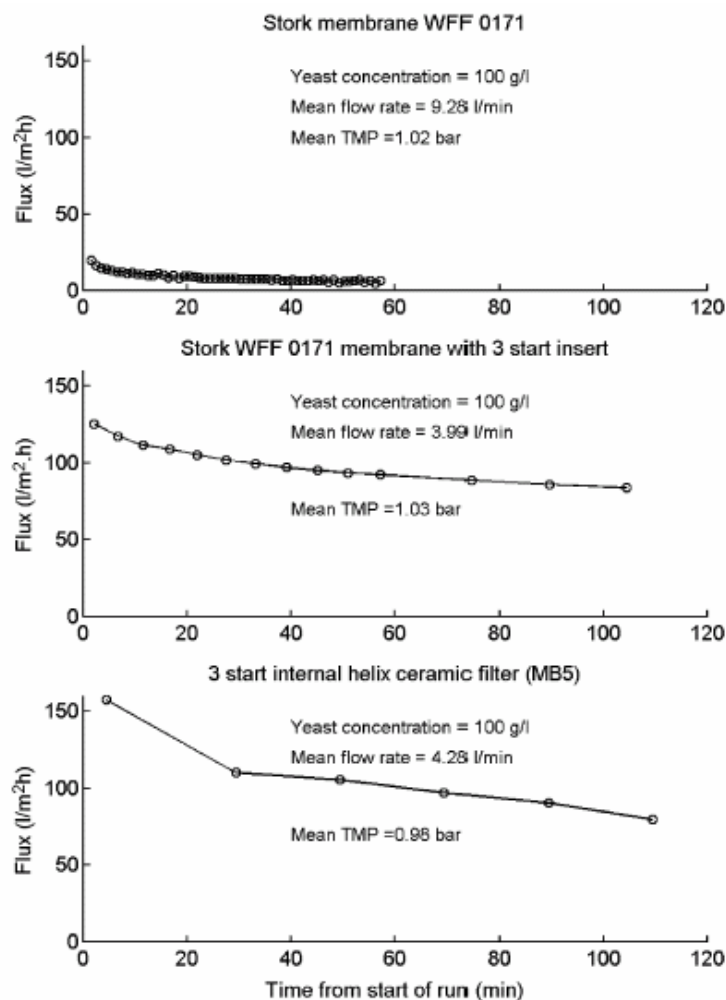 Stork membrane WFF 0171
150
100
50
0
Flux (l/m²h)
Yeast concentration = 100 g/l
Mean flow rate = 9.28 l/min
Mean TMP =1.02 bar
0 20 40 60 80 100 120
Stork WFF 0171 membrane with 3 start insert
150
100
50
0
Flux (l/m².h)
Yeast concentration = 100 g/l
Mean flow rate = 3.99 l/min
Mean TMP =1.03 bar
0 20 40 60 80 100 120
3 start internal helix ceramic filter (MB5)
150
100
50
0
Flux (l/m²h)
Yeast concentration = 100 g/l
Mean flow rate = 4.28 l/min
Mean TMP =0.98 bar
0 20 40 60 80 100 120
Time from start of run (min)